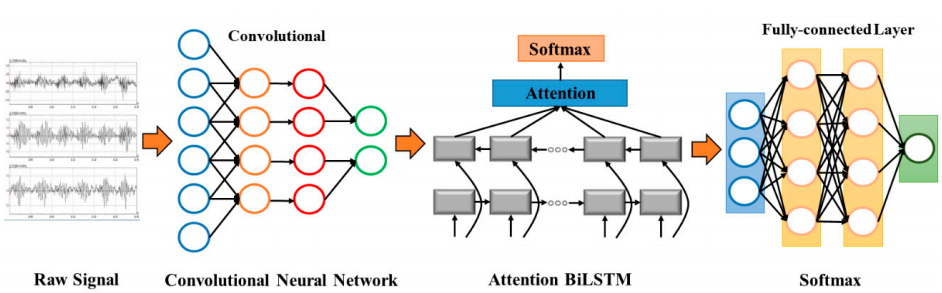 Convolutional
Softmax
Attention
Fully-connected Layer
Raw Signal
Convolutional Neural Network
Attention BiLSTM
Softmax